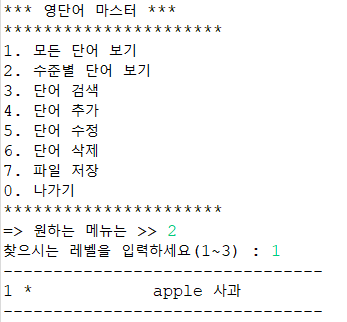 *** 영단어 마스터 ***
**********************
1. 모든 단어 보기
2. 수준별 단어 보기
3. 단어 검색
4. 단어 추가
5. 단어 수정
6. 단어 삭제
7. 파일 저장
0. 나가기
**********************
=> 원하는 메뉴는 >> 2
찾으시는 레벨을 입력하세요(1~3) : 1
--------------------------------
1 *            apple 사과
--------------------------------